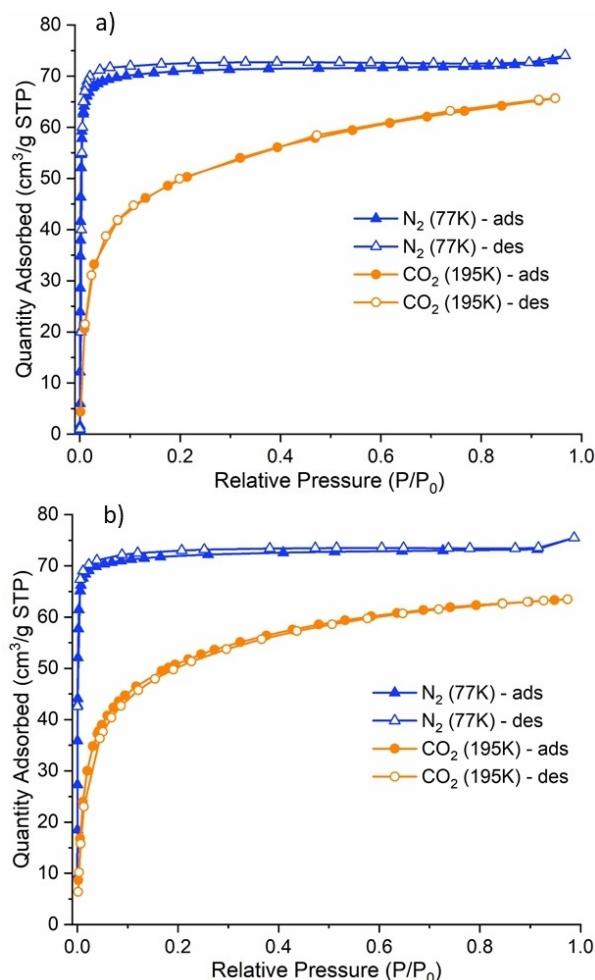 a)
80
70
60
50
40
30
20
10
0
Quantity Adsorbed (cm³/g STP)
N₂ (77K) - ads
N₂ (77K) - des
CO₂ (195K) - ads
CO₂ (195K) - des
0.0 0.2 0.4 0.6 0.8 1.0
Relative Pressure (P/P₀)
b)
80
70
60
50
40
30
20
10
0
Quantity Adsorbed (cm³/g STP)
N₂ (77K) - ads
N₂ (77K) - des
CO₂ (195K) - ads
CO₂ (195K) - des
0.0 0.2 0.4 0.6 0.8 1.0
Relative Pressure (P/P₀)